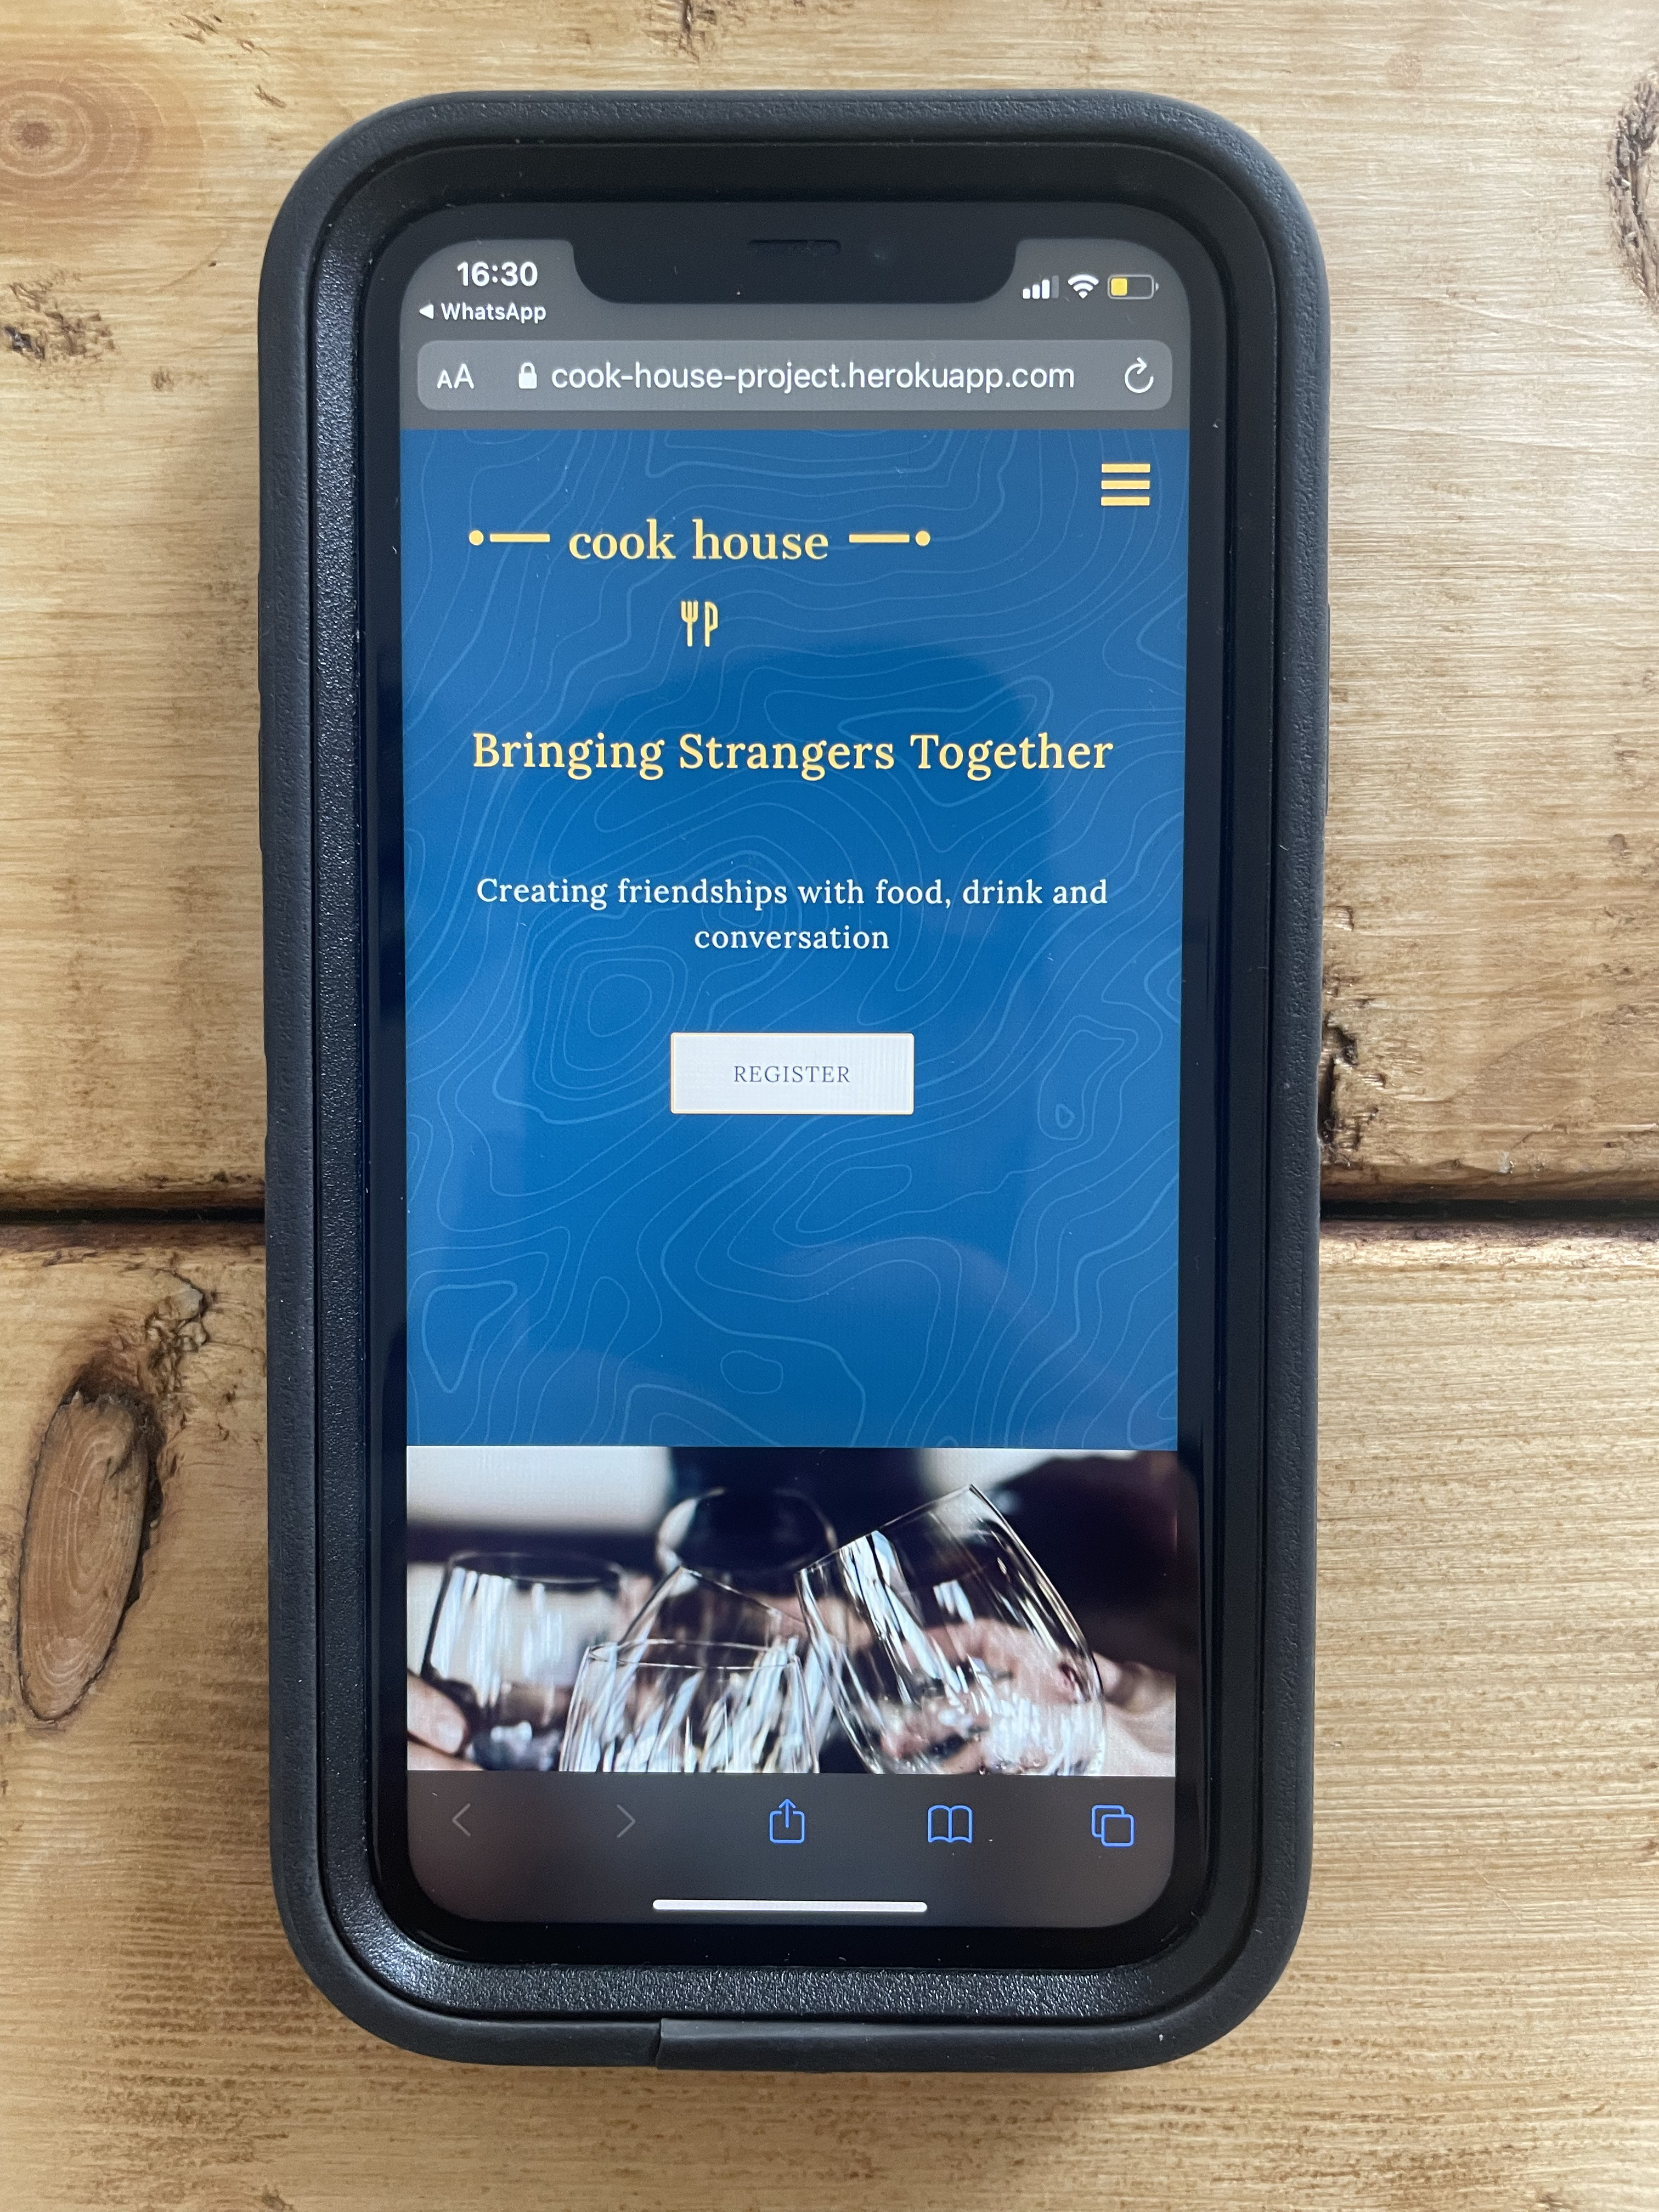 16:30
WhatsApp
AA cook-house-project.herokuapp.com
cook house
Bringing Strangers Together
Creating friendships with food, drink and
conversation
REGISTER